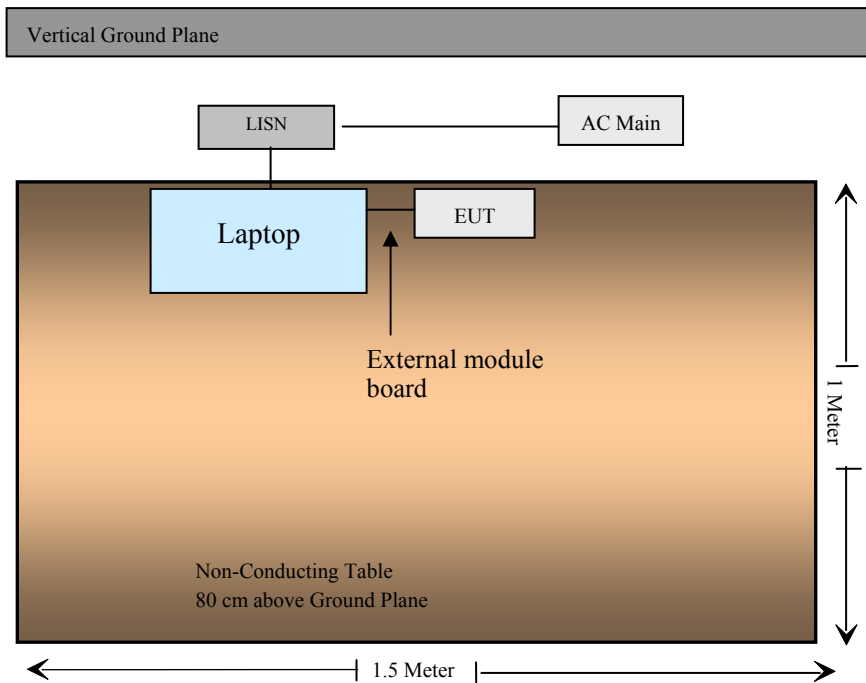 Vertical Ground Plane
LISN
AC Main
Laptop
EUT
External module
board
1 Meter
Non-Conducting Table
80 cm above Ground Plane
1.5 Meter